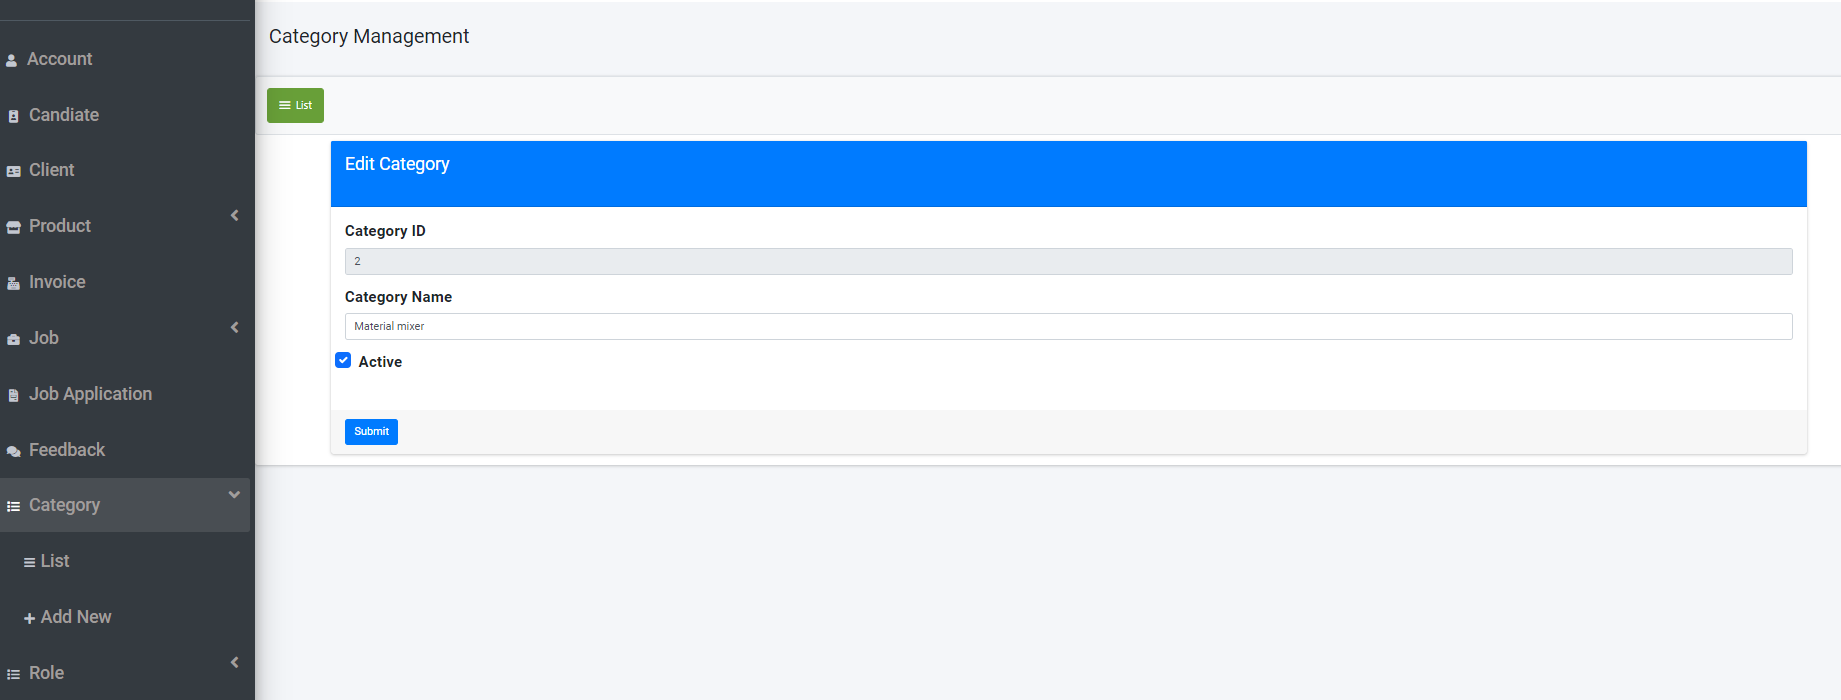 Account
Candiate
Client
Product
Invoice
Job
Job Application
Feedback
Category
List
Add New
Role
Category Management
List
Edit Category
Category ID
2
Category Name
Material mixer
Active
Submit